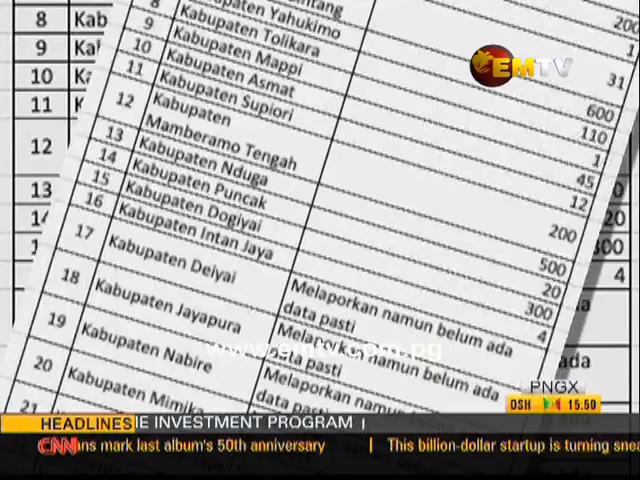 200
1
31
Kabupaten Yahukimo 600
8 Kabupaten Tolikara 110
9 Kabupaten Mappi 1
10 Kabupaten Asmat 45
11 Kabupaten Supiori 12
12 Kabupaten
Mamberamo Tengah 200
13 Kabupaten Nduga 500
14 Kabupaten Puncak 20
15 Kabupaten Dogiyai 300
16 Kabupaten Intan Jaya 4
17 Kabupaten Deiyai Melaporkan namun belum ada
data pasti
18 Kabupaten Jayapura Melaporkan namun belum ada
data pasti
19 Kabupaten Nabire Melaporkan namun belum ada
data pasti
20 Kabupaten Mimika
21
8 Kab
9 Kab
10
11
12
13
EMTV
www.emtv.com.pg
PNGX
OSH 15.50
HEADLINES IE INVESTMENT PROGRAM
CNN ans mark last album's 50th anniversary | This billion-dollar startup is turning snea